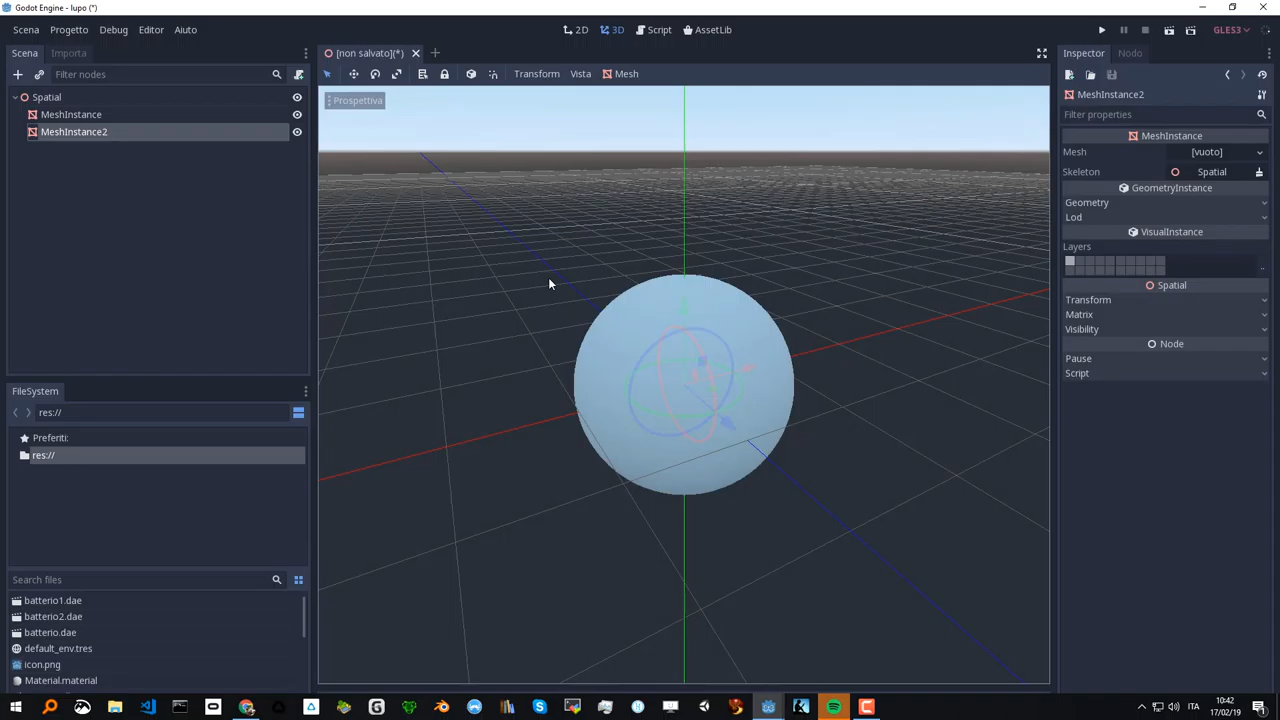 Godot Engine - lupo (*)
Scena Progetto Debug Editor Aiuto
2D 3D Script AssetLib
GLES3
Scena Importa
[non salvato](*)
Inspector Nodo
Filter nodes
Transform Vista Mesh
Spatial
MeshInstance
MeshInstance2
Prospettiva
MeshInstance2
Filter properties
MeshInstance
Mesh [vuoto]
Skeleton Spatial
GeometryInstance
Geometry
Lod
VisualInstance
Layers
..
Spatial
Transform
Matrix
Visibility
Node
Pause
Script
FileSystem
res://
Preferiti:
res://
Search files
batterio1.dae
batterio2.dae
batterio.dae
default_env.tres
icon.png
Material.material
ITA
10:42
17/02/19
1